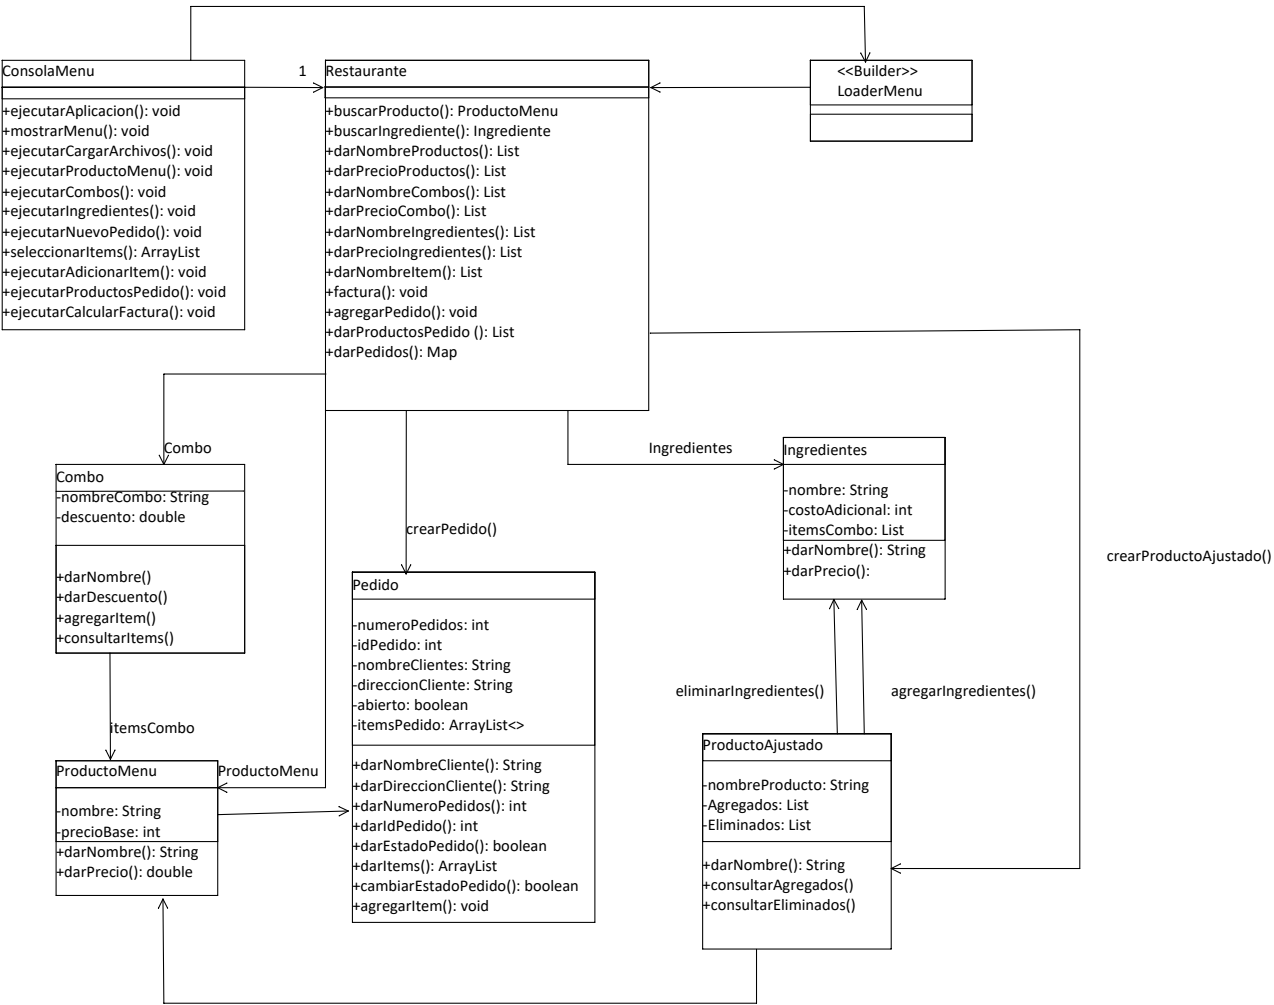 ConsolaMenu
+ejecutarAplicacion(): void
+mostrarMenu(): void
+ejecutarCargarArchivos(): void
+ejecutarProductoMenu(): void
+ejecutarCombos(): void
+ejecutarIngredientes(): void
+ejecutarNuevoPedido(): void
+seleccionarItems(): ArrayList
+ejecutarAdicionarItem(): void
+ejecutarProductosPedido(): void
+ejecutarCalcularFactura(): void
1
Restaurante
+buscarProducto(): ProductoMenu
+buscarIngrediente(): Ingrediente
+darNombreProductos(): List
+darPrecioProductos(): List
+darNombreCombos(): List
+darPrecioCombo(): List
+darNombreIngredientes(): List
+darPrecioIngredientes(): List
+darNombreItem(): List
+factura(): void
+agregarPedido(): void
+darProductosPedido (): List
+darPedidos(): Map
<<Builder>>
LoaderMenu
Combo
Combo
-nombreCombo: String
-descuento: double
+darNombre()
+darDescuento()
+agregarItem()
+consultarItems()
crearPedido()
Ingredientes
Ingredientes
-nombre: String
-costoAdicional: int
-itemsCombo: List
+darNombre(): String
+darPrecio():
crearProductoAjustado()
Pedido
-numeroPedidos: int
-idPedido: int
-nombreClientes: String
-direccionCliente: String
-abierto: boolean
-itemsPedido: ArrayList<>
+darNombreCliente(): String
+darDireccionCliente(): String
+darNumeroPedidos(): int
+darIdPedido(): int
+darEstadoPedido(): boolean
+darItems(): ArrayList
+cambiarEstadoPedido(): boolean
+agregarItem(): void
eliminarIngredientes()
agregarIngredientes()
itemsCombo
ProductoMenu
ProductoMenu
-nombre: String
-precioBase: int
+darNombre(): String
+darPrecio(): double
ProductoAjustado
-nombreProducto: String
-Agregados: List
-Eliminados: List
+darNombre(): String
+consultarAgregados()
+consultarEliminados()